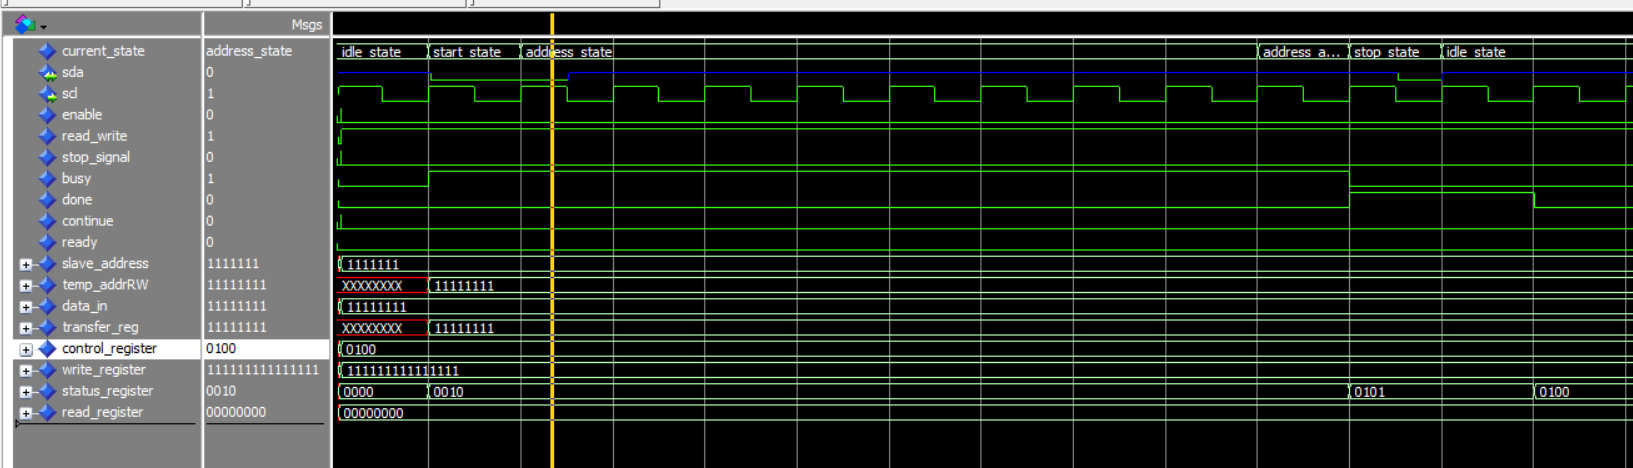 Msgs
current_state address_state idle_state start_state address_state address_a... stop_state idle_state
sda 0
scl 1
enable 0
read_write 1
stop_signal 0
busy 1
done 0
continue 0
ready 0
slave_address 1111111 1111111
temp_addrRW 11111111 XXXXXXXX 11111111
data_in 11111111 11111111
transfer_reg 11111111 XXXXXXXX 11111111
control_register 0100 0100
write_register 111111111111111 111111111111111
status_register 0010 0000 0010 0101 0100
read_register 00000000 00000000